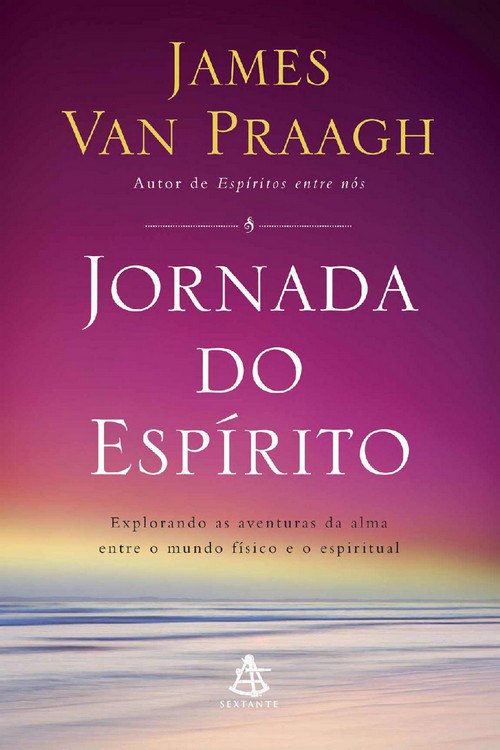 JAMES
VAN PRAAGH
Autor de Espíritos entre nós
JORNADA
DO
ESPÍRITO
Explorando as aventuras da alma
entre o mundo físico e o espiritual
SEXTANTE